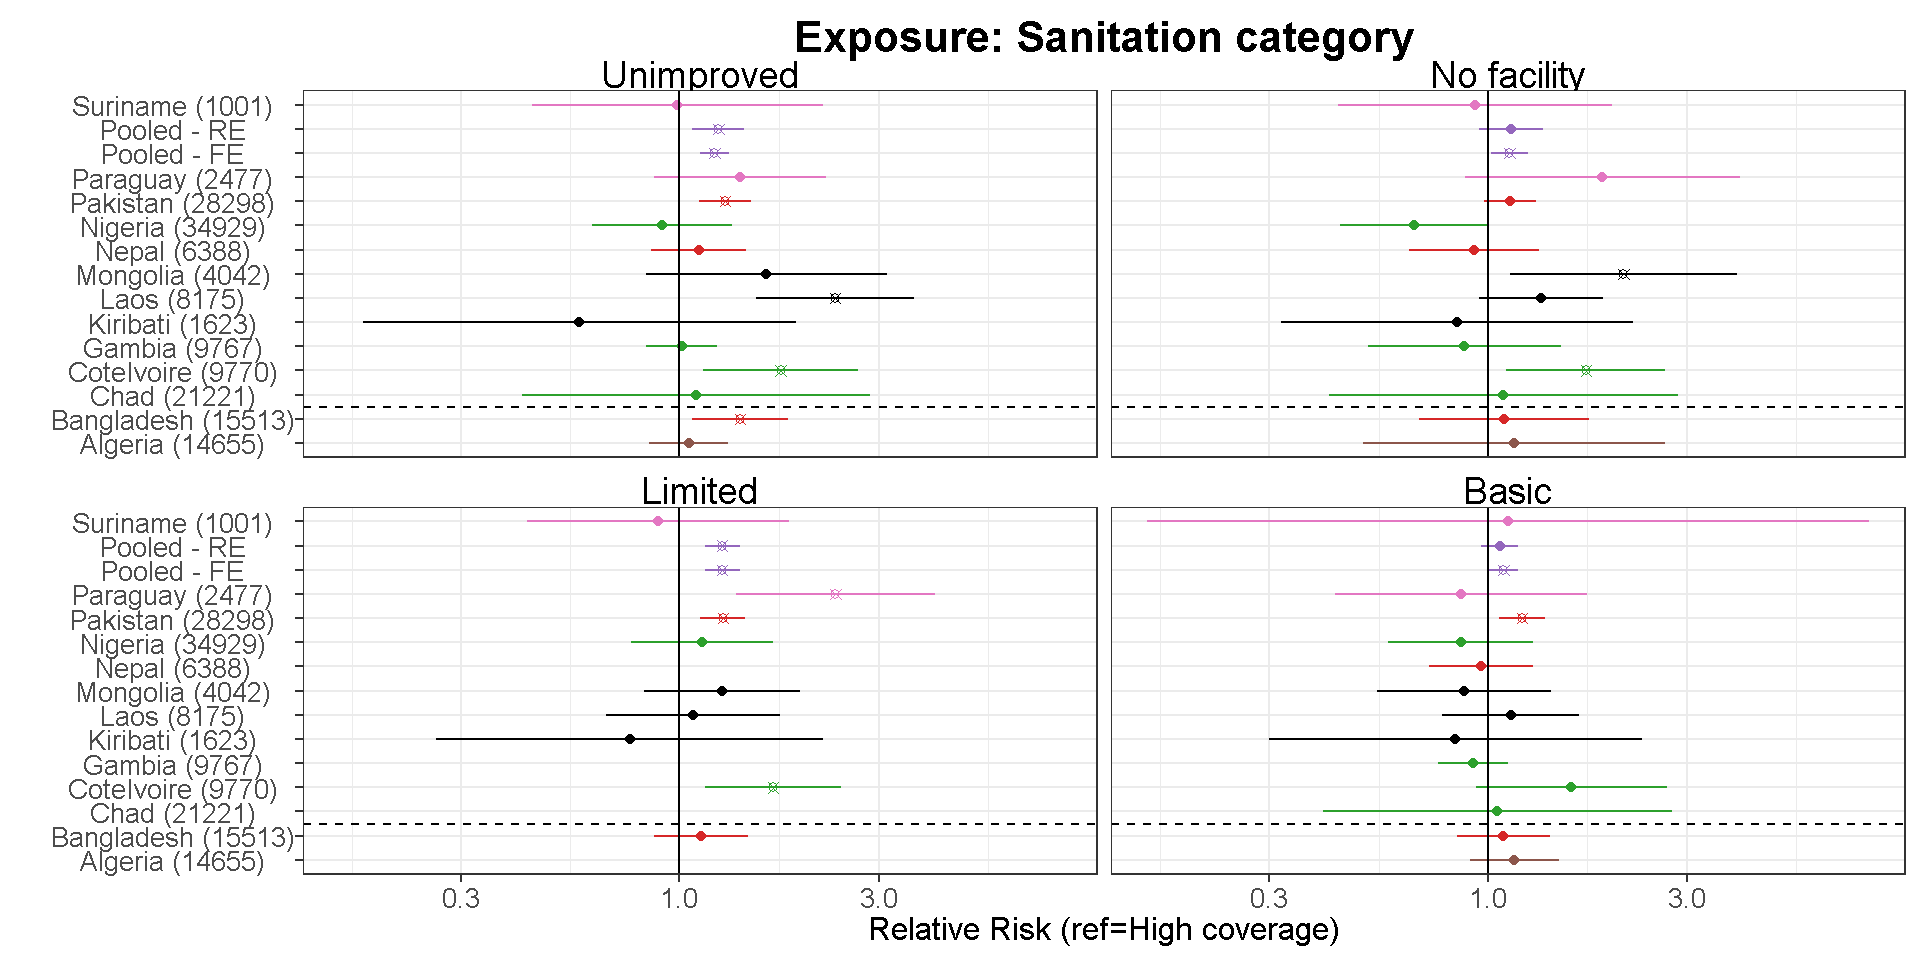 Exposure: Sanitation category
Unimproved
No facility
Suriname (1001)
Pooled - RE
Pooled - FE
Paraguay (2477)
Pakistan (28298)
Nigeria (34929)
Nepal (6388)
Mongolia (4042)
Laos (8175)
Kiribati (1623)
Gambia (9767)
CoteIvoire (9770)
Chad (21221)
Bangladesh (15513)
Algeria (14655)
Limited
Basic
Suriname (1001)
Pooled - RE
Pooled - FE
Paraguay (2477)
Pakistan (28298)
Nigeria (34929)
Nepal (6388)
Mongolia (4042)
Laos (8175)
Kiribati (1623)
Gambia (9767)
CoteIvoire (9770)
Chad (21221)
Bangladesh (15513)
Algeria (14655)
0.3 1.0 3.0 0.3 1.0 3.0
Relative Risk (ref=High coverage)